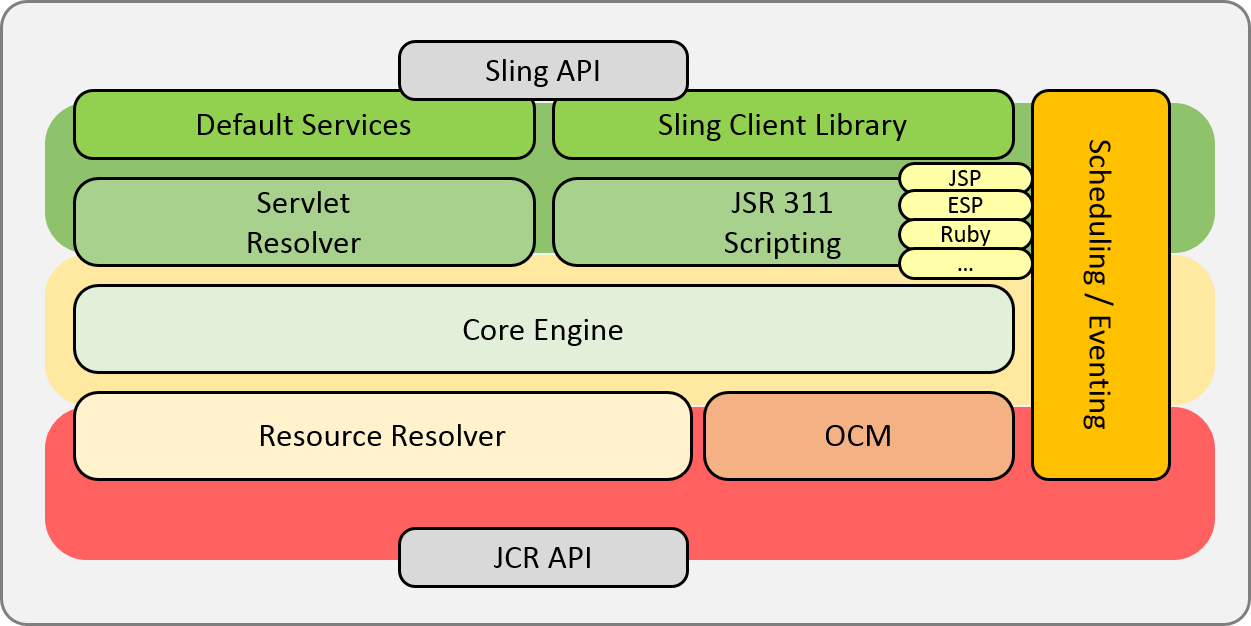 Sling API
Default Services
Sling Client Library
Servlet
Resolver
JSR 311
Scripting
JSP
ESP
Ruby
...
Scheduling / Eventing
Core Engine
Resource Resolver
OCM
JCR API